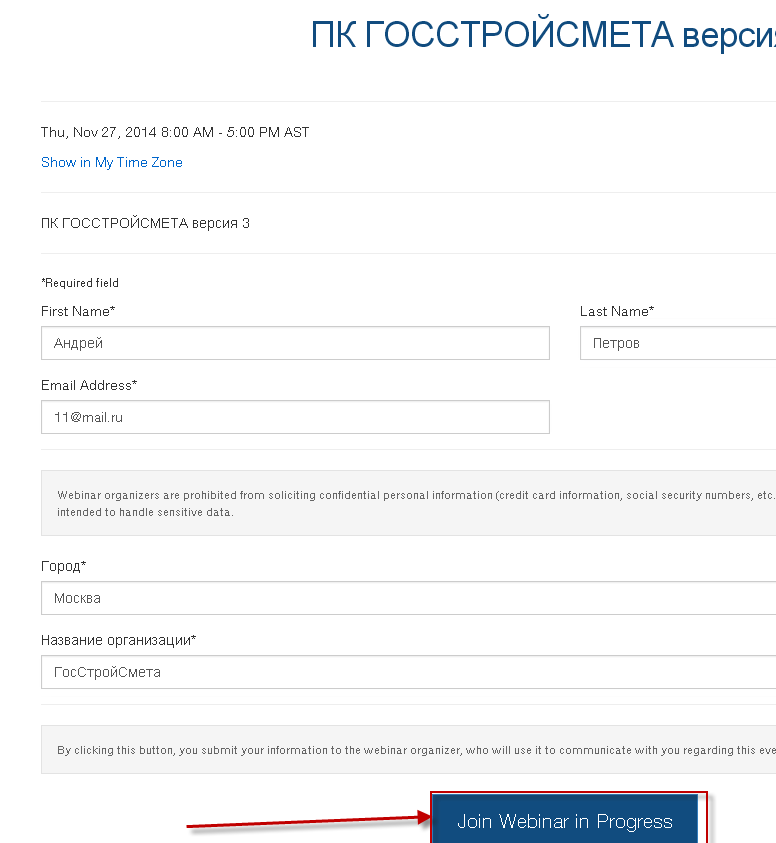 ПК ГОССТРОЙСМЕТА верси
Thu, Nov 27, 2014 8:00 AM - 5:00 PM AST
Show in My Time Zone
ПК ГОССТРОЙСМЕТА версия 3
*Required field
First Name*
Last Name*
Андрей
Петров
Email Address*
11@mail.ru
Webinar organizers are prohibited from soliciting confidential personal information (credit card information, social security numbers, etc.
intended to handle sensitive data.
Город*
Москва
Название организации*
ГосСтройСмета
By clicking this button, you submit your information to the webinar organizer, who will use it to communicate with you regarding this eve
Join Webinar in Progress